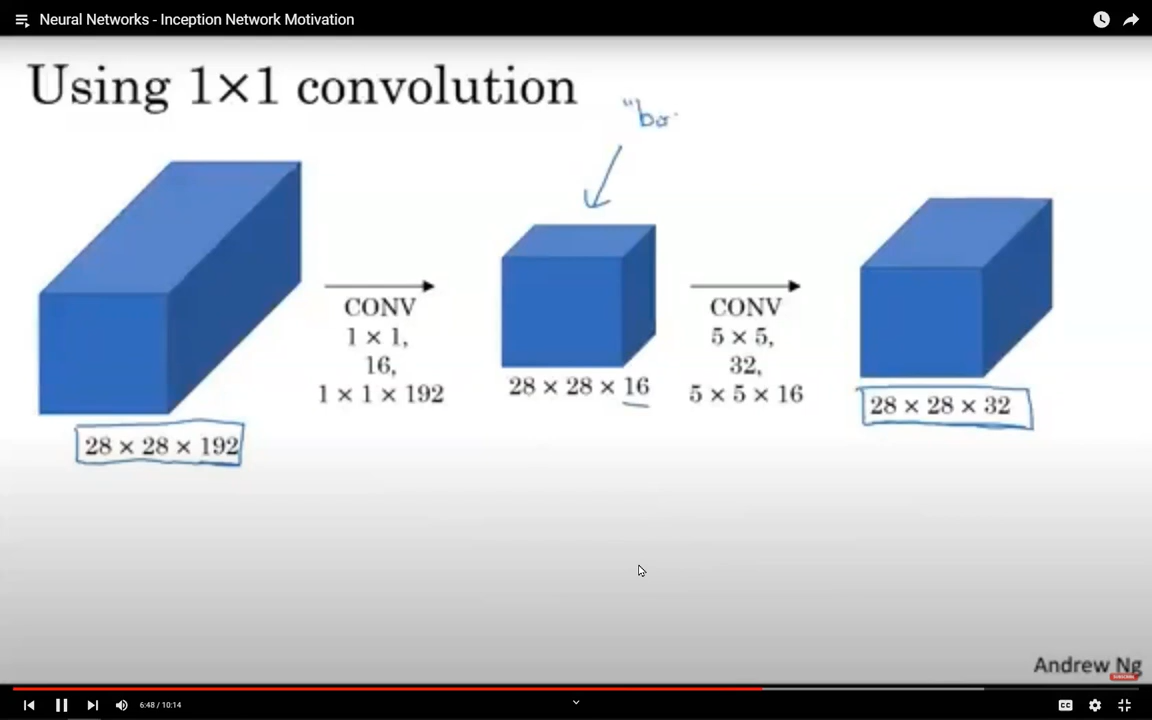 Neural Networks - Inception Network Motivation
Using 1×1 convolution
"bo
CONV
1 × 1,
16,
1 × 1 × 192
28 × 28 × 16
CONV
5 × 5,
32,
5 × 5 × 16
28 × 28 × 32
28 × 28 × 192
Andrew Ng
SUBSCRIBE
6:48 / 10:14
CC